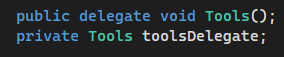 public delegate void Tools();
private Tools toolsDelegate;